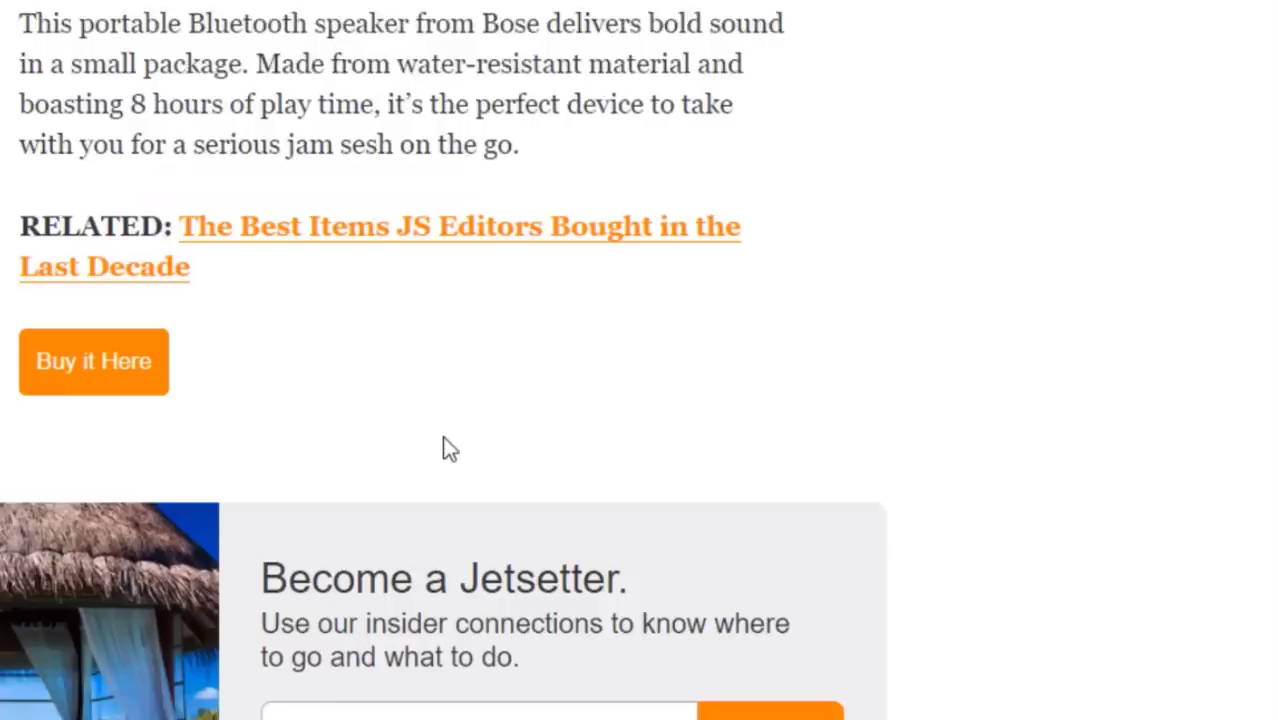 This portable Bluetooth speaker from Bose delivers bold sound
in a small package. Made from water-resistant material and
boasting 8 hours of play time, it’s the perfect device to take
with you for a serious jam sesh on the go.
RELATED: The Best Items JS Editors Bought in the
Last Decade
Buy it Here
Become a Jetsetter.
Use our insider connections to know where
to go and what to do.